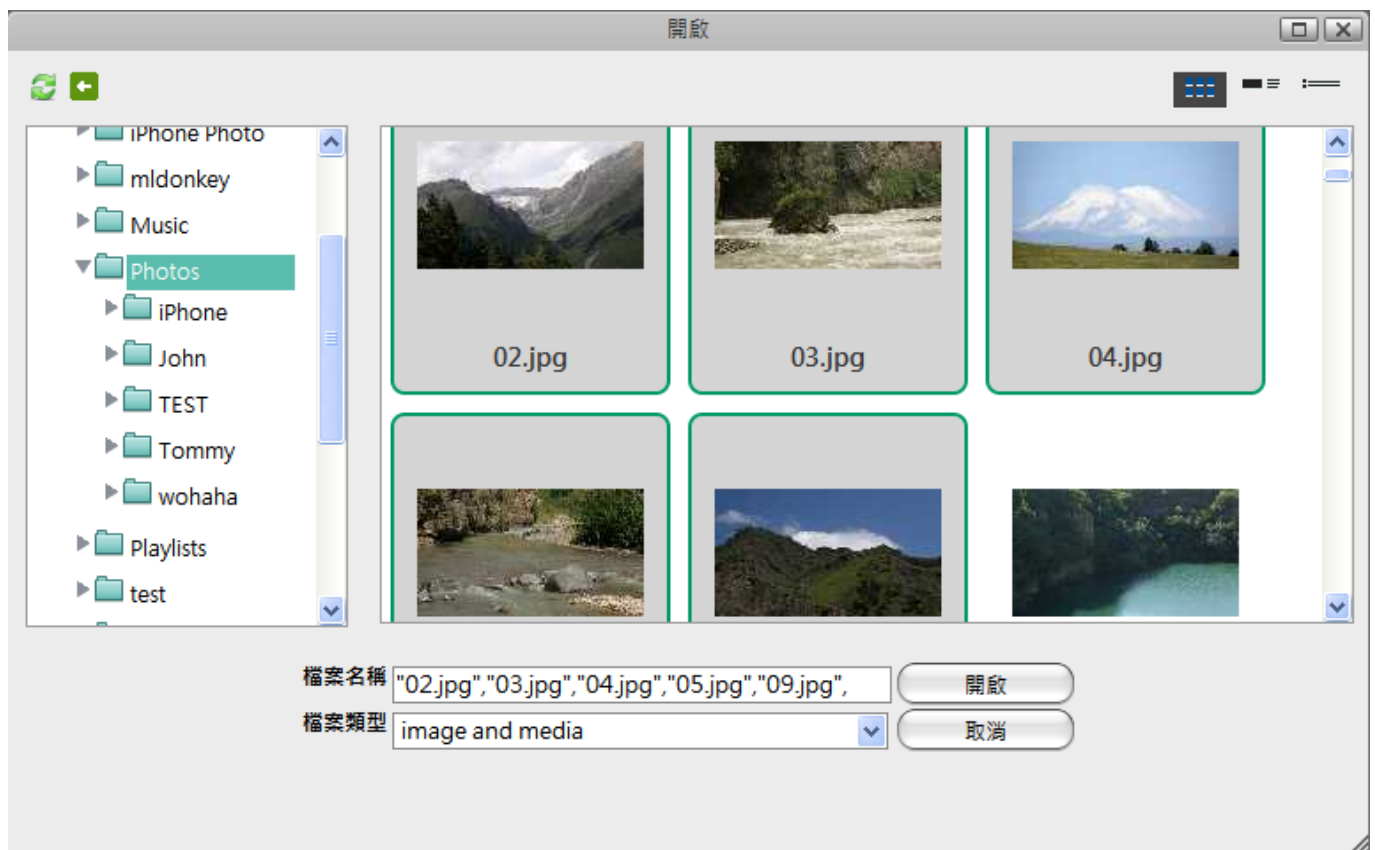 開啟
iPhone Photo
mldonkey
Music
Photos
iPhone
John
TEST
Tommy
wohaha
Playlists
test
02.jpg
03.jpg
04.jpg
檔案名稱 "02.jpg","03.jpg","04.jpg","05.jpg","09.jpg", 開啟
檔案類型 image and media 取消